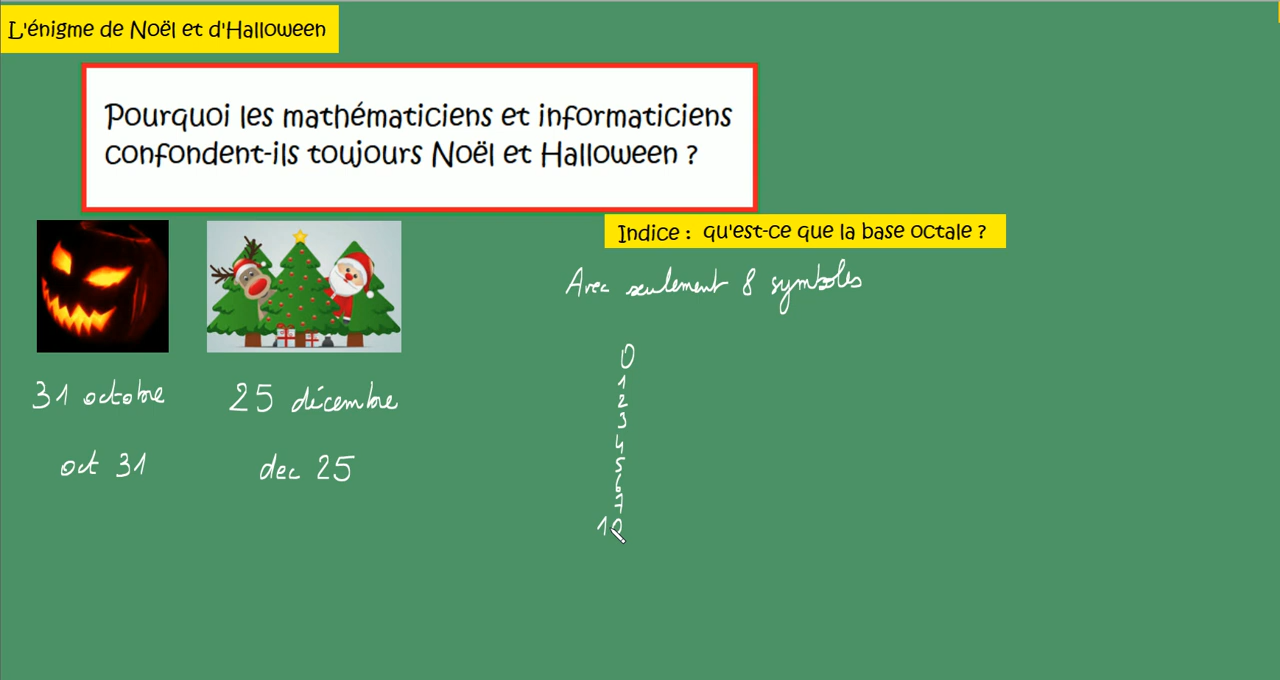 L'énigme de Noël et d'Halloween
Pourquoi les mathématiciens et informaticiens
confondent-ils toujours Noël et Halloween ?
Indice : qu'est-ce que la base octale ?
Avec seulement 8 symboles
31 octobre
25 décembre
oct 31
dec 25
0
1
2
3
4
5
6
7
10